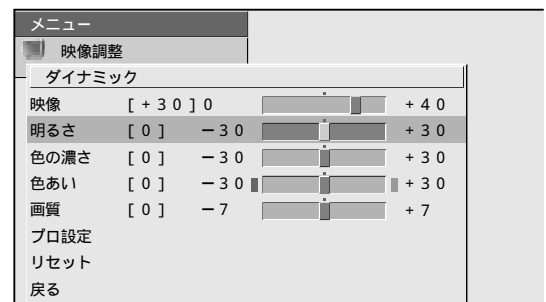 メニュー
映像調整
ダイナミック
映像 [+30] 0 +40
明るさ [0] －30 +30
色の濃さ [0] －30 +30
色あい [0] －30 +30
画質 [0] －7 +7
プロ設定
リセット
戻る